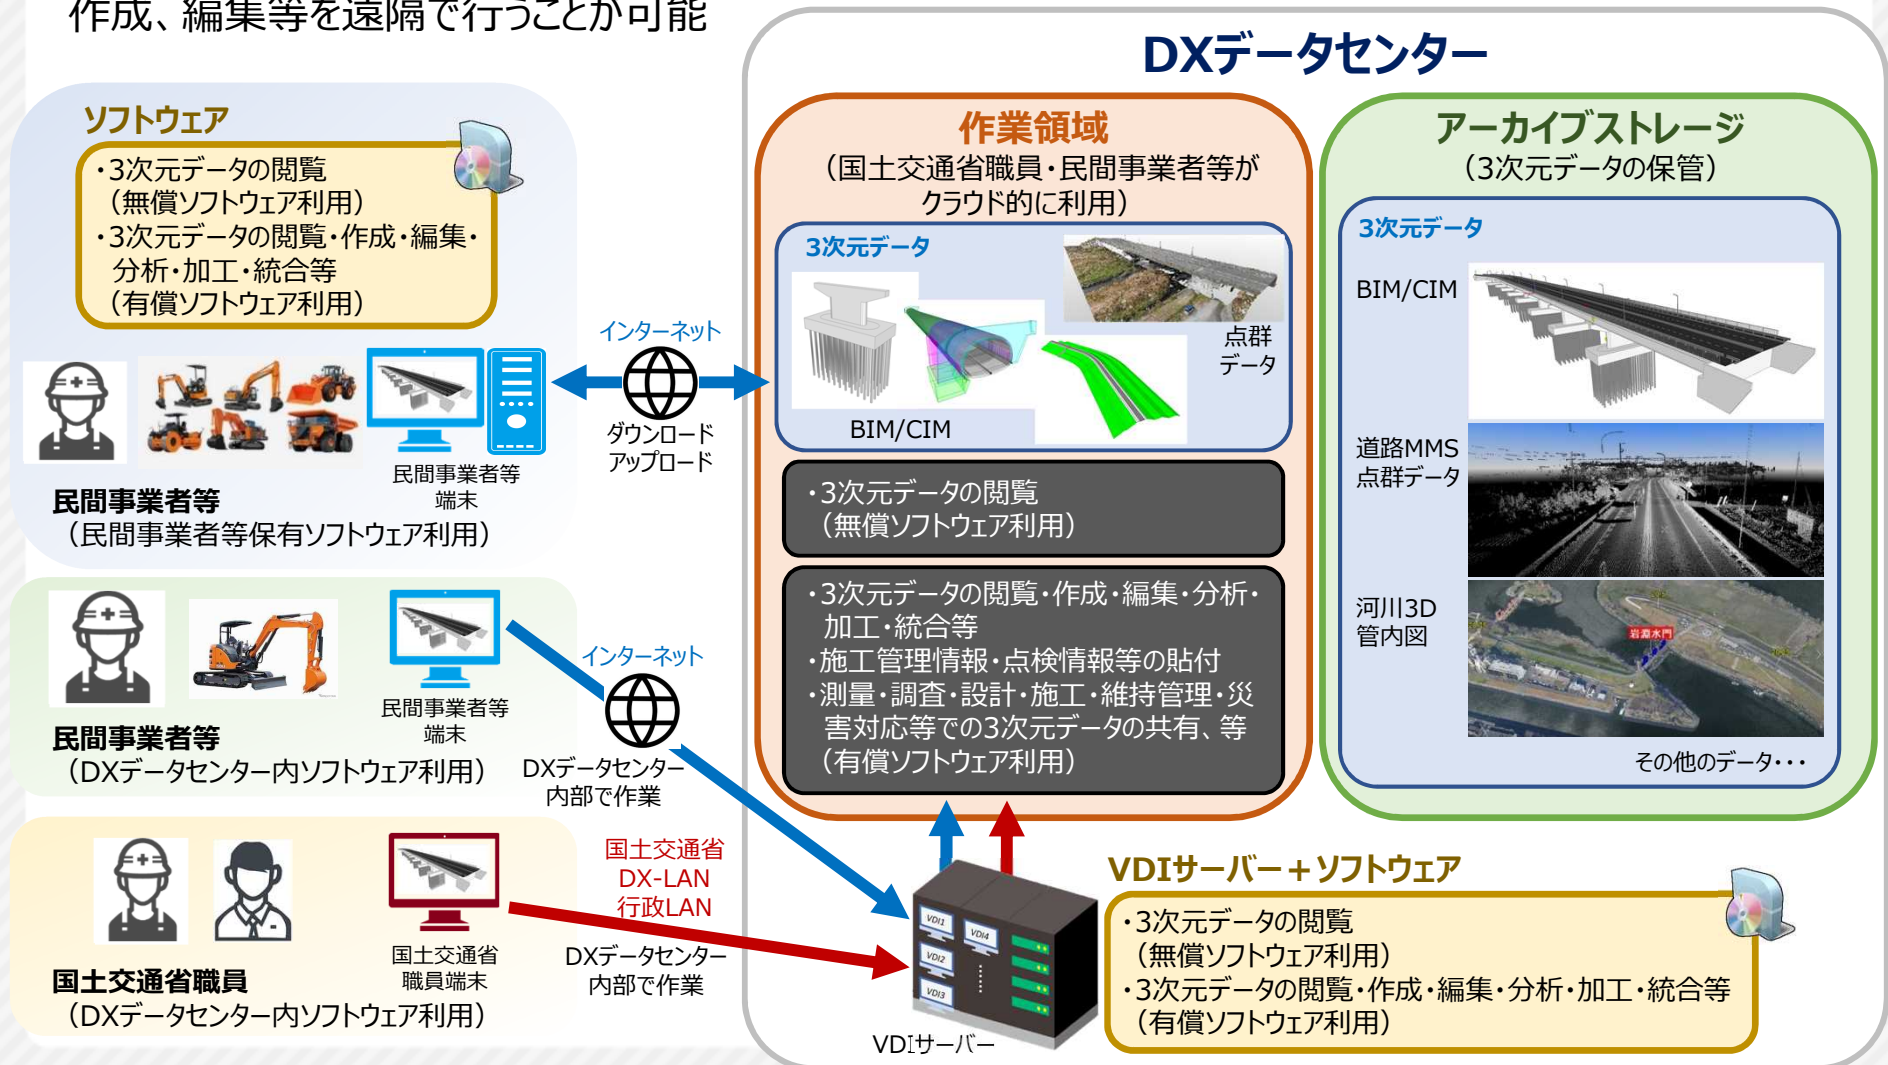 作成、編集等を遠隔で行うことが可能
DXデータセンター
ソフトウェア
・3次元データの閲覧
（無償ソフトウェア利用）
・3次元データの閲覧・作成・編集・
分析・加工・統合等
（有償ソフトウェア利用）
民間事業者等
端末
民間事業者等
（民間事業者等保有ソフトウェア利用）
インターネット
ダウンロード
アップロード
民間事業者等
端末
民間事業者等
（DXデータセンター内ソフトウェア利用）
インターネット
DXデータセンター
内部で作業
国土交通省
職員端末
国土交通省職員
（DXデータセンター内ソフトウェア利用）
国土交通省
DX-LAN
行政LAN
DXデータセンター
内部で作業
作業領域
（国土交通省職員・民間事業者等が
クラウド的に利用）
3次元データ
点群
データ
BIM/CIM
・3次元データの閲覧
（無償ソフトウェア利用）
・3次元データの閲覧・作成・編集・分析・
加工・統合等
・施工管理情報・点検情報等の貼付
・測量・調査・設計・施工・維持管理・災
害対応等での3次元データの共有、等
（有償ソフトウェア利用）
アーカイブストレージ
（3次元データの保管）
3次元データ
BIM/CIM
道路MMS
点群データ
河川3D
管内図
岩淵水門
その他のデータ・・・
VDI1
VDI2
VDI3
VDI4
VDIサーバー
VDIサーバー＋ソフトウェア
・3次元データの閲覧
（無償ソフトウェア利用）
・3次元データの閲覧・作成・編集・分析・加工・統合等
（有償ソフトウェア利用）